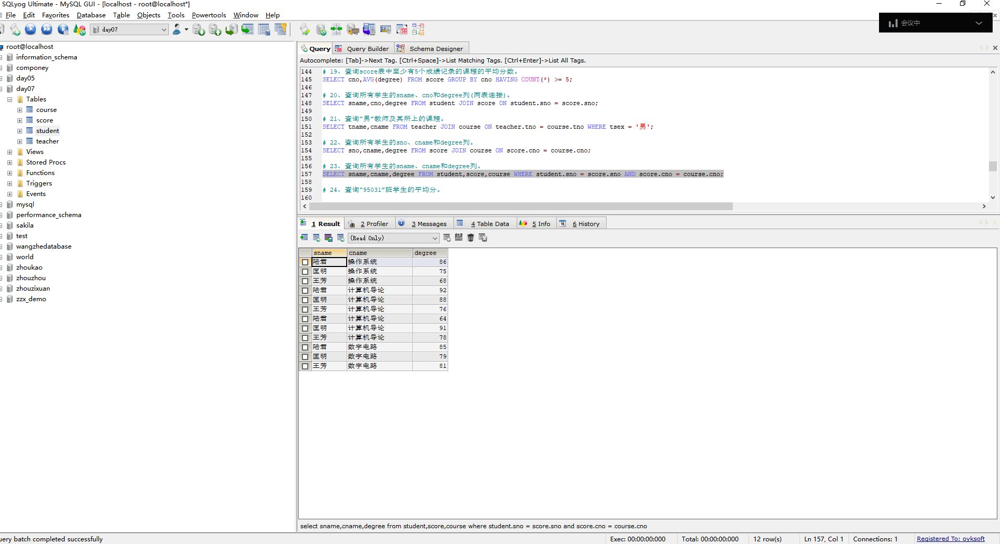 SQLyog Ultimate - MySQL GUI - [localhost - root@localhost*]
File Edit Favorites Database Table Objects Tools Powertools Window Help
会议中
day07
root@localhost
information_schema
componey
day05
day07
Tables
course
score
student
teacher
Views
Stored Procs
Functions
Triggers
Events
mysql
performance_schema
sakila
test
wangzhedatabase
world
zhoukao
zhouzhou
zhouzixuan
zzx_demo
Query Query Builder Schema Designer
Autocomplete: [Tab]->Next Tag. [Ctrl+Space]->List Matching Tags. [Ctrl+Enter]->List All Tags.
144 # 19、查询score表中至少有5个成绩记录的课程的平均分数。
145 SELECT cno,AVG(degree) FROM score GROUP BY cno HAVING COUNT(*) >= 5;
146
147 # 20、查询所有学生的sname、cno和degree列(两表连接)。
148 SELECT sname,cno,degree FROM student JOIN score ON student.sno = score.sno;
149
150 # 21、查询“男”教师及其所上的课程。
151 SELECT tname,cname FROM teacher JOIN course ON teacher.tno = course.tno WHERE tsex = '男';
152
153 # 22、查询所有学生的sno、cname和degree列。
154 SELECT sno,cname,degree FROM score JOIN course ON score.cno = course.cno;
155
156 # 23、查询所有学生的sname、cname和degree列。
157 SELECT sname,cname,degree FROM student,score,course WHERE student.sno = score.sno AND score.cno = course.cno;
158
159 # 24、查询“95031”班学生的平均分。
160
1 Result 2 Profiler 3 Messages 4 Table Data 5 Info 6 History
(Read Only)
sname cname degree
陆君 操作系统 86
匡明 操作系统 75
王芳 操作系统 68
陆君 计算机导论 92
匡明 计算机导论 88
王芳 计算机导论 76
陆君 计算机导论 64
匡明 计算机导论 91
王芳 计算机导论 78
陆君 数字电路 85
匡明 数字电路 79
王芳 数字电路 81
select sname,cname,degree from student,score,course where student.sno = score.sno and score.cno = course.cno
uery batch completed successfully Exec: 00:00:00:000 Total: 00:00:00:000 12 row(s) Ln 157, Col 1 Connections: 1 Registered To: ovksoft